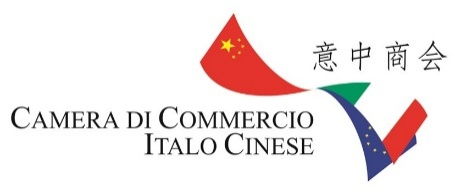 意中商会
CAMERA DI COMMERCIO
ITALO CINESE